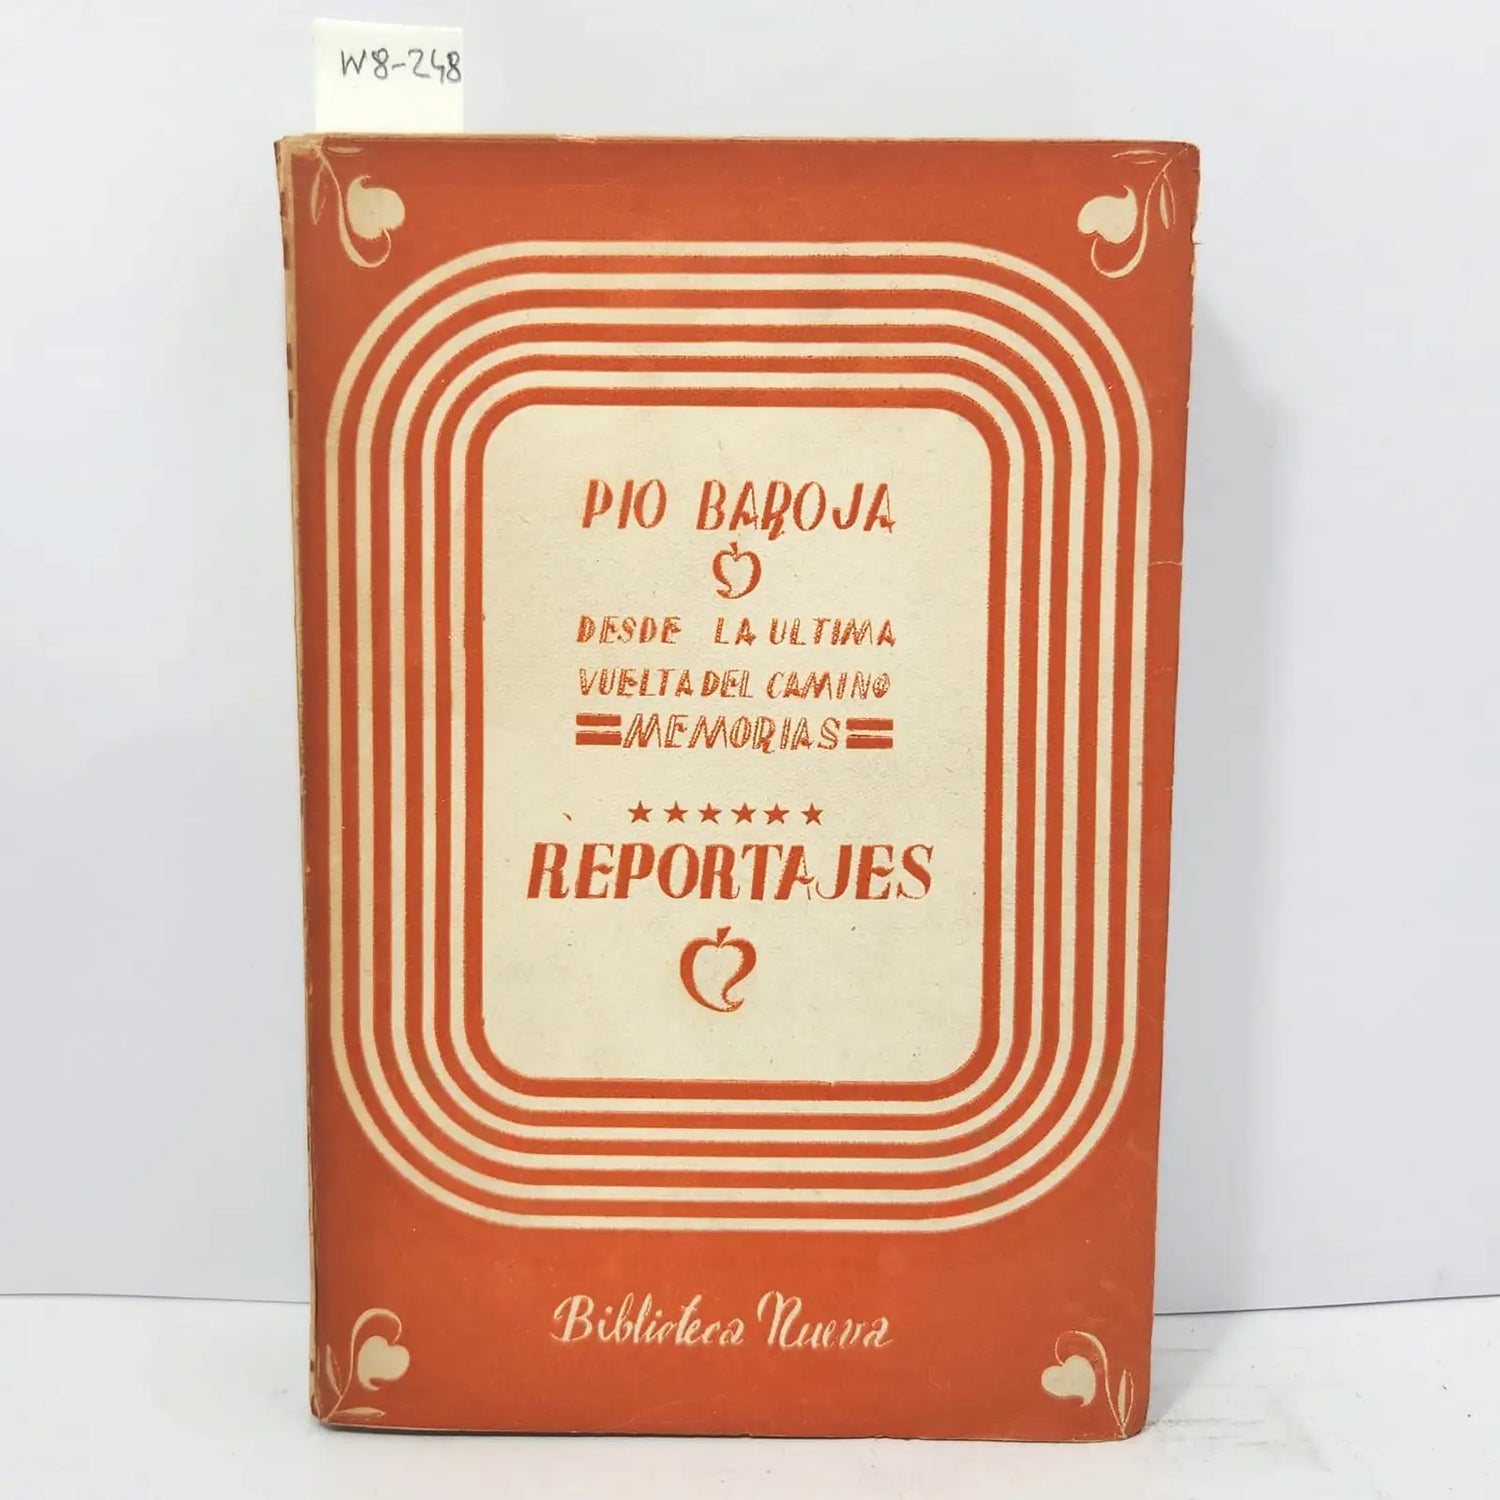 W8-248
PIO BAROJA
DESDE LA ULTIMA
VUELTA DEL CAMINO
=MEMORIAS=
★★★★★★
REPORTAJES
Biblioteca Nueva